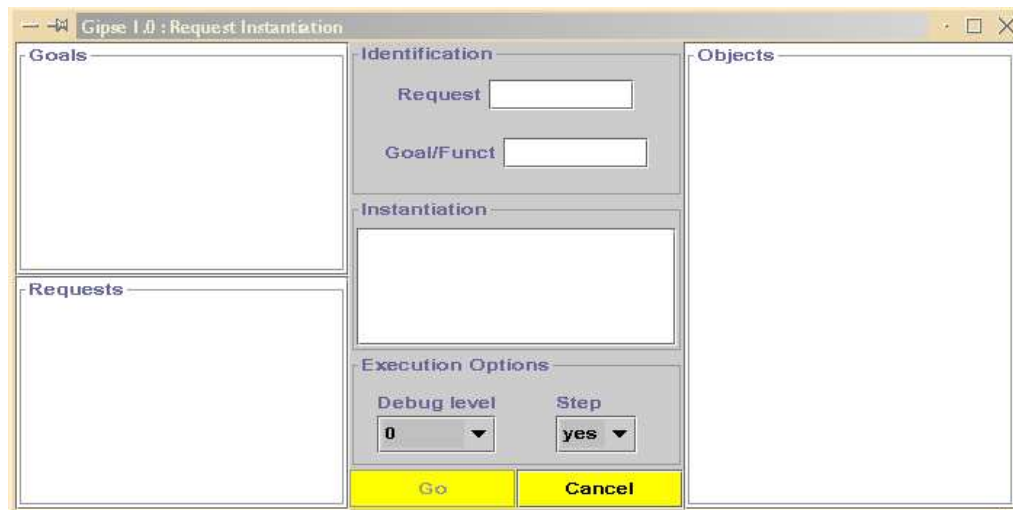 Gipse 1.0 : Request Instantiation
Goals
Requests
Identification
Request
Goal/Funct
Instantiation
Execution Options
Debug level Step
0 yes
Go Cancel
Objects